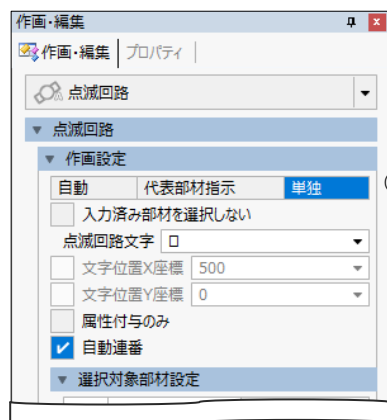 作画・編集
作画・編集 プロパティ
点滅回路
点滅回路
作画設定
自動 代表部材指示 単独
入力済み部材を選択しない
点滅回路文字 ロ
文字位置X座標 500
文字位置Y座標 0
属性付与のみ
自動連番
選択対象部材設定